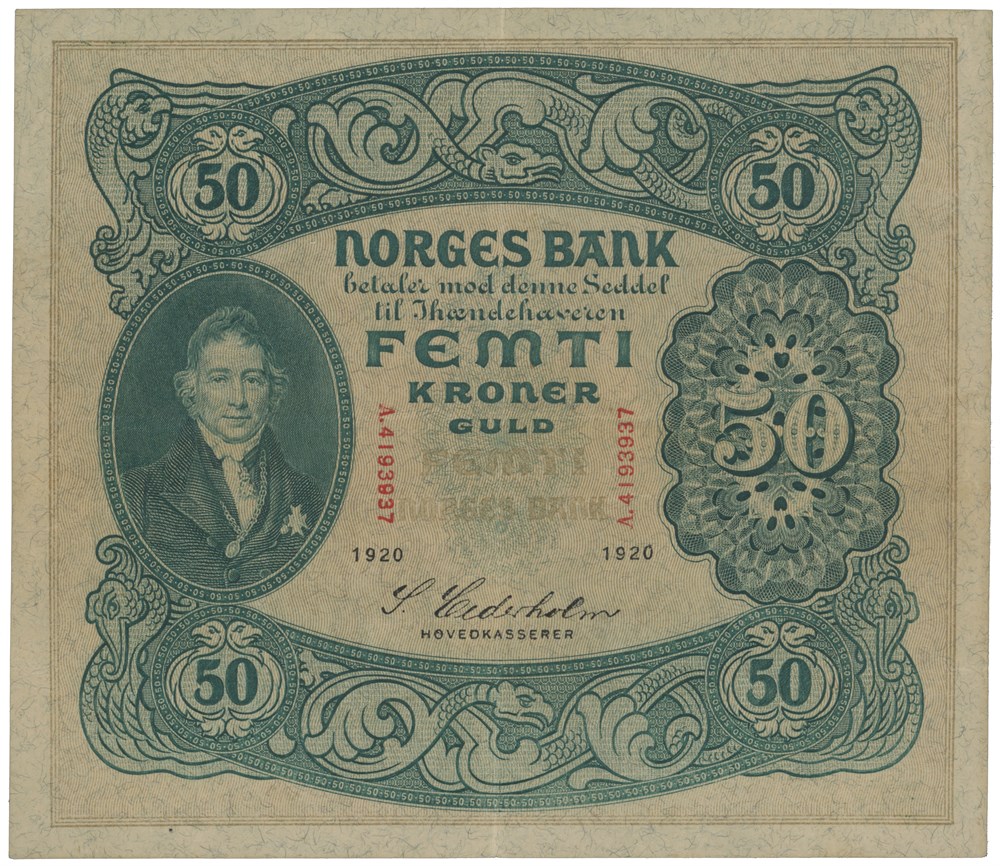 50 50
NORGES BANK
betaler mod denne Seddel
til Ihændehaveren
FEMTI
KRONER
GULD
50
A.4193937 A.4193937
FEMTI
NORGES BANK
1920 1920
S. Cederholm
HOVEDKASSERER
50 50